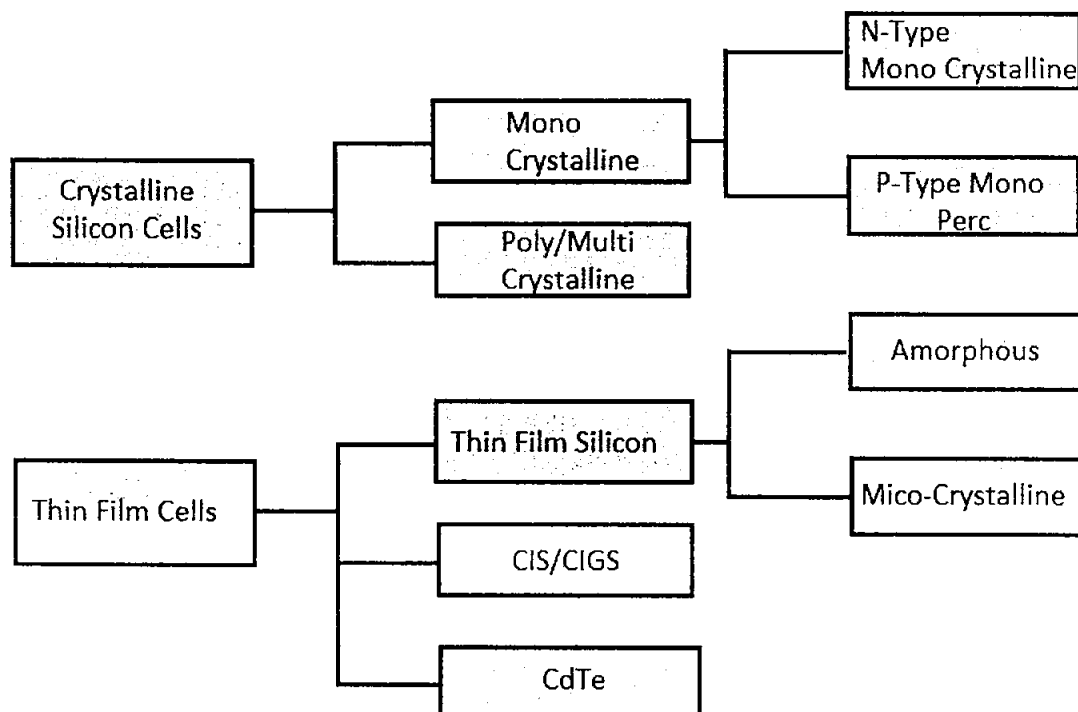 N-Type
Mono Crystalline
Mono
Crystalline
Crystalline
Silicon Cells
P-Type Mono
Perc
Poly/Multi
Crystalline
Amorphous
Thin Film Silicon
Thin Film Cells
Mico-Crystalline
CIS/CIGS
CdTe